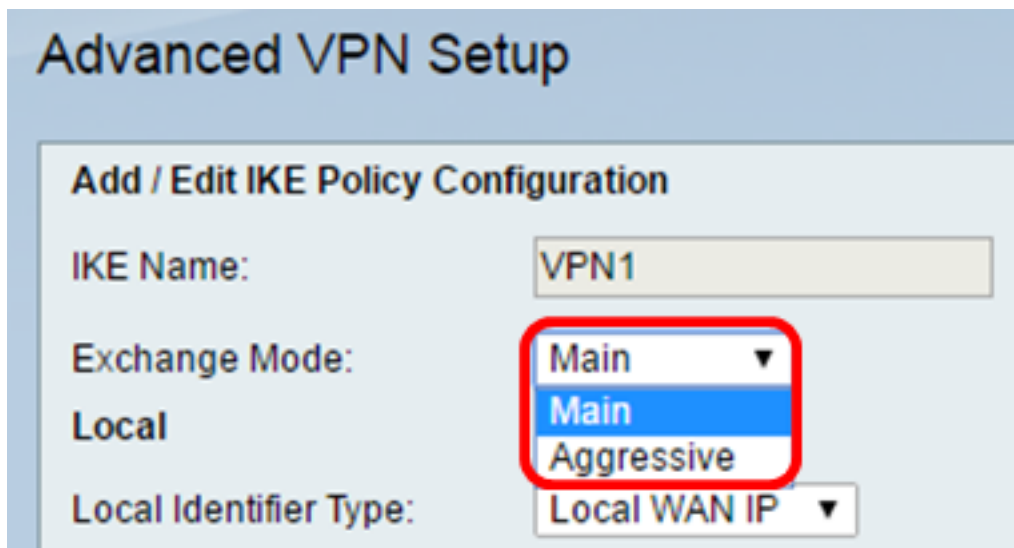 Advanced VPN Setup
Add / Edit IKE Policy Configuration
IKE Name: VPN1
Exchange Mode: Main
Main
Aggressive
Local
Local Identifier Type: Local WAN IP